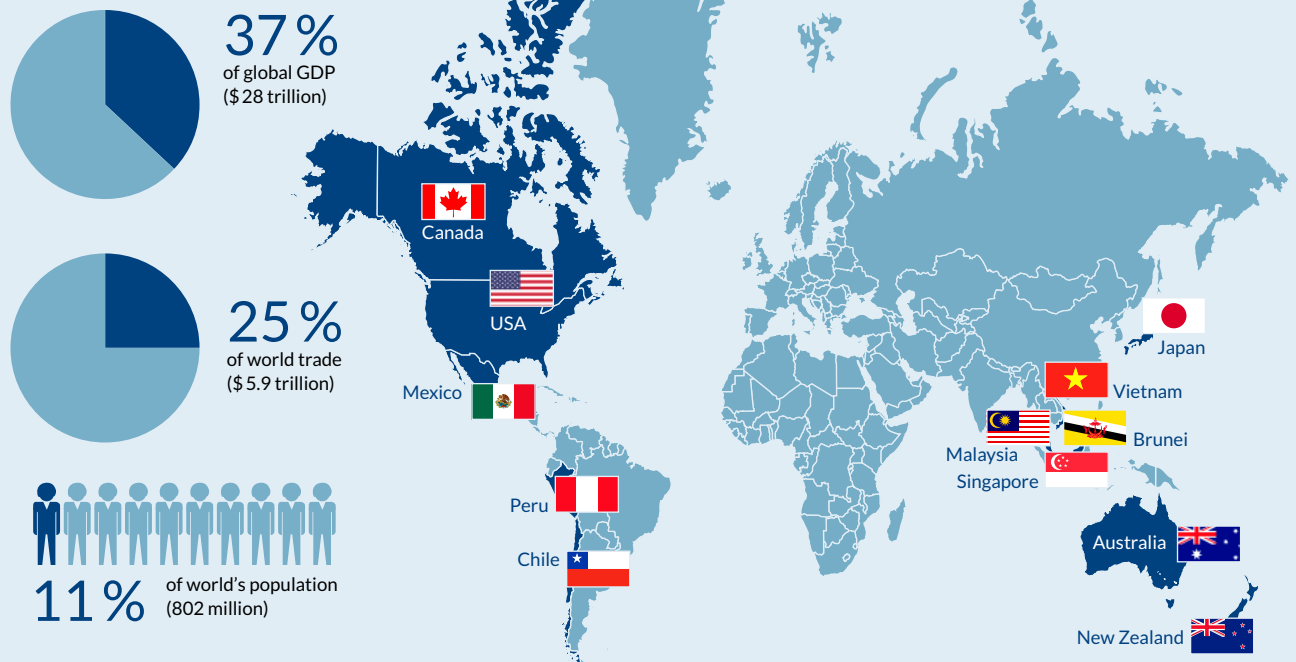 37 %
of global GDP
($ 28 trillion)
25 %
of world trade
($ 5.9 trillion)
11 %
of world's population
(802 million)
Canada
USA
Mexico
Peru
Chile
Japan
Vietnam
Brunei
Malaysia
Singapore
Australia
New Zealand